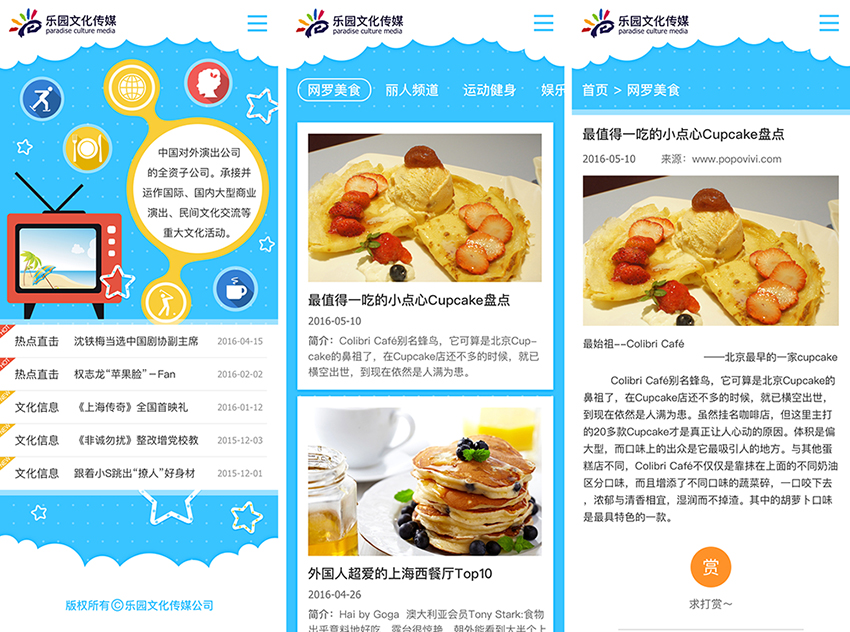 乐园文化传媒
paradise culture media
中国对外演出公司
的全资子公司。承接并
运作国际、国内大型商业
演出、民间文化交流等
重大文化活动。
HOT
热点直击 沈铁梅当选中国剧协副主席 2016-04-15
HOT
热点直击 权志龙“苹果脸”－Fan 2016-02-02
NEW
文化信息 《上海传奇》全国首映礼 2016-01-12
NEW
文化信息 《非诚勿扰》整改增党校教 2015-12-03
NEW
文化信息 跟着小S跳出“撩人”好身材 2015-12-01
版权所有©乐园文化传媒公司
乐园文化传媒
paradise culture media
网罗美食 丽人频道 运动健身 娱乐
最值得一吃的小点心Cupcake盘点
2016-05-10
简介：Colibri Café别名蜂鸟，它可算是北京Cup-
cake的鼻祖了，在Cupcake店还不多的时候，就已
横空出世，到现在依然是人满为患。
外国人超爱的上海西餐厅Top10
2016-04-26
简介：Hai by Goga 澳大利亚会员Tony Stark:食物
出乎意料地好吃，露台很惊艳，朝外能看到大半个上
乐园文化传媒
paradise culture media
首页 > 网罗美食
最值得一吃的小点心Cupcake盘点
2016-05-10 来源：www.popovivi.com
最始祖--Colibri Café
——北京最早的一家cupcake
Colibri Café别名蜂鸟，它可算是北京Cupcake的
鼻祖了，在Cupcake店还不多的时候，就已横空出世，
到现在依然是人满为患。虽然挂名咖啡店，但这里主打
的20多款Cupcake才是真正让人心动的原因。体积是偏
大型，而口味上的出众是它最吸引人的地方。与其他蛋
糕店不同，Colibri Café不仅仅是靠抹在上面的不同奶油
区分口味，而且增添了不同口味的蔬菜碎，一口咬下去
，浓郁与清香相宜，湿润而不掉渣。其中的胡萝卜口味
是最具特色的一款。
赏
求打赏～